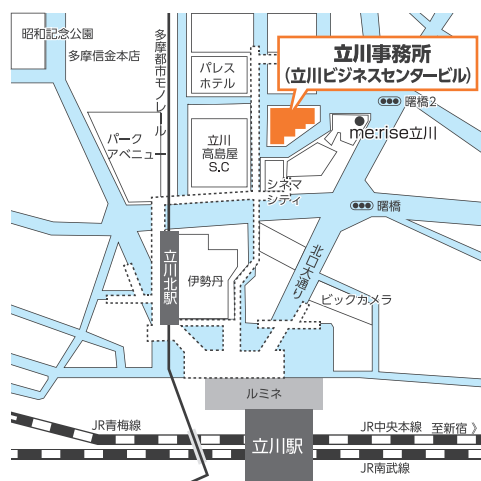 昭和記念公園
多摩信金本店
多摩都市モノレール
パレス
ホテル
立川事務所
(立川ビジネスセンタービル)
曙橋2
me:rise立川
パーク
アベニュー
立川
高島屋
S.C
シネマ
シティ
曙橋
立川北駅
伊勢丹
北口大通り
ビックカメラ
ルミネ
JR青梅線
立川駅
JR中央本線 至新宿 》
JR南武線